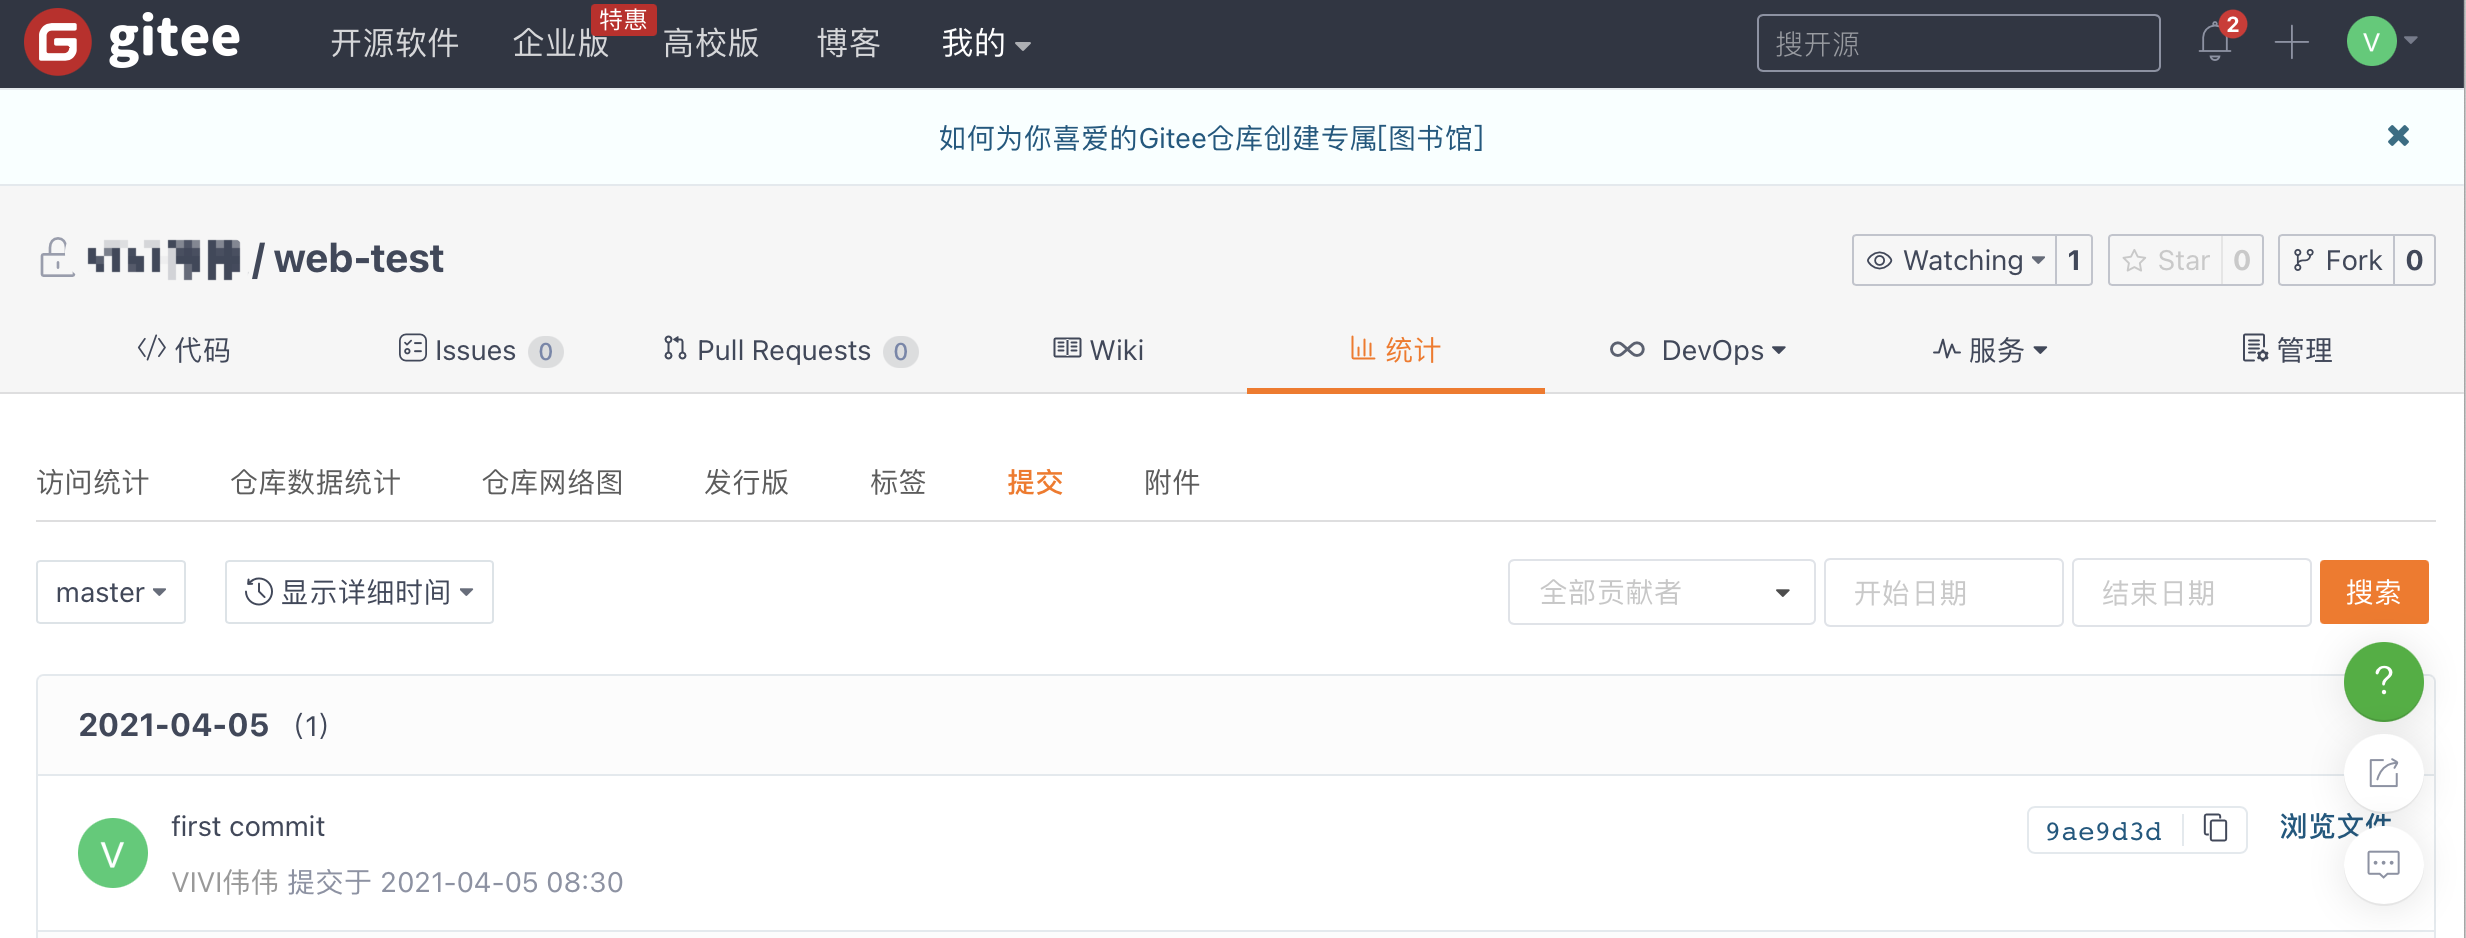 gitee 开源软件 企业版 特惠 高校版 博客 我的 搜开源 2 V
如何为你喜爱的Gitee仓库创建专属[图书馆]
/ web-test Watching 1 Star 0 Fork 0
代码 Issues 0 Pull Requests 0 Wiki 统计 DevOps 服务 管理
访问统计 仓库数据统计 仓库网络图 发行版 标签 提交 附件
master 显示详细时间 全部贡献者 开始日期 结束日期 搜索
?
2021-04-05 (1)
first commit 9ae9d3d 浏览文件
V
VIVI伟伟 提交于 2021-04-05 08:30